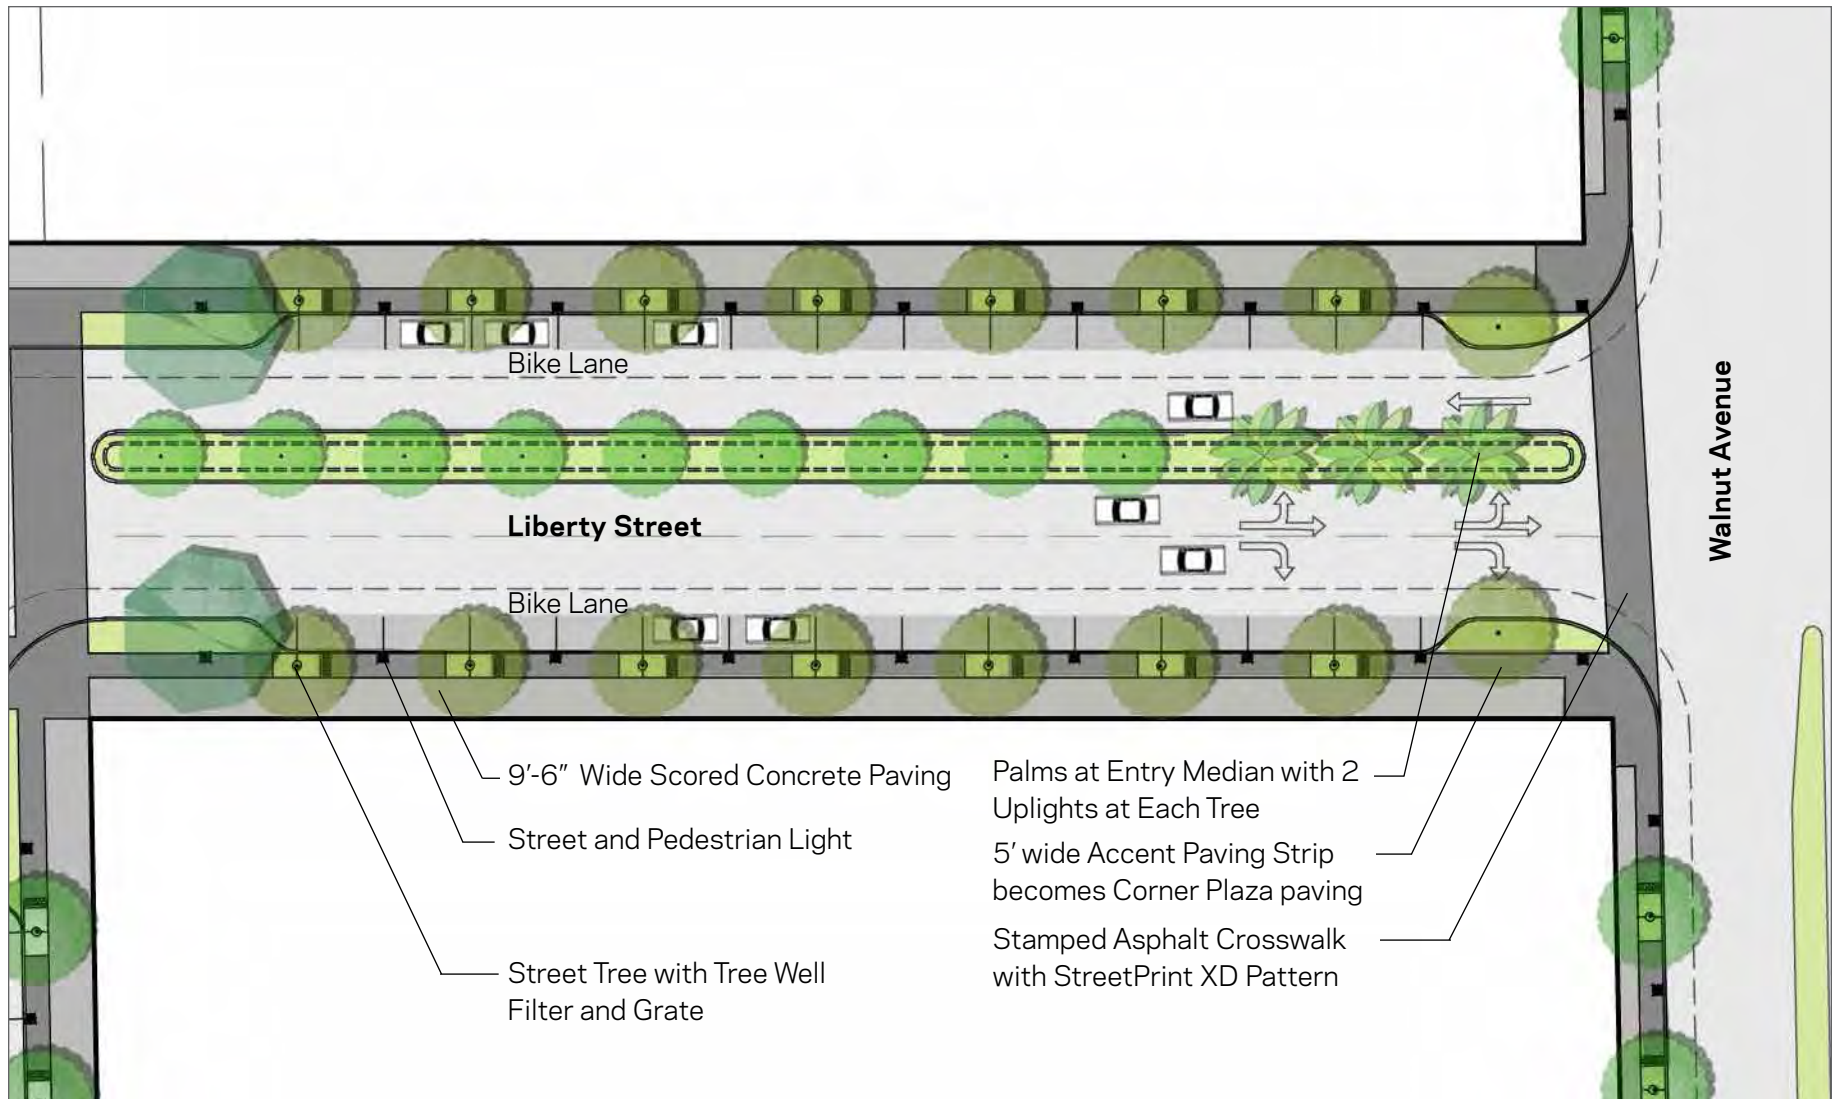 Bike Lane
Liberty Street
Walnut Avenue
Bike Lane
9′-6″ Wide Scored Concrete Paving
Street and Pedestrian Light
Street Tree with Tree Well
Filter and Grate
Palms at Entry Median with 2
Uplights at Each Tree
5′ wide Accent Paving Strip
becomes Corner Plaza paving
Stamped Asphalt Crosswalk
with StreetPrint XD Pattern